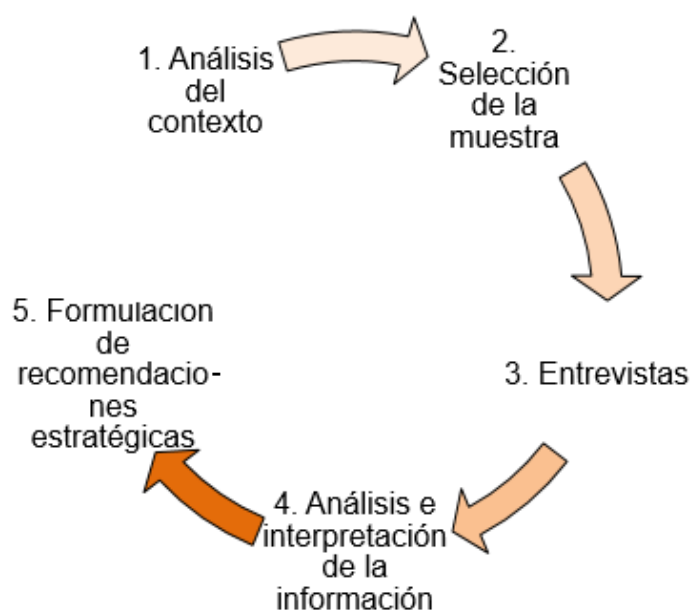 1. Análisis
del
contexto
2.
Selección
de la
muestra
3. Entrevistas
4. Análisis e
interpretación
de la
información
5. Formulación
de
recomendacio-
nes
estratégicas